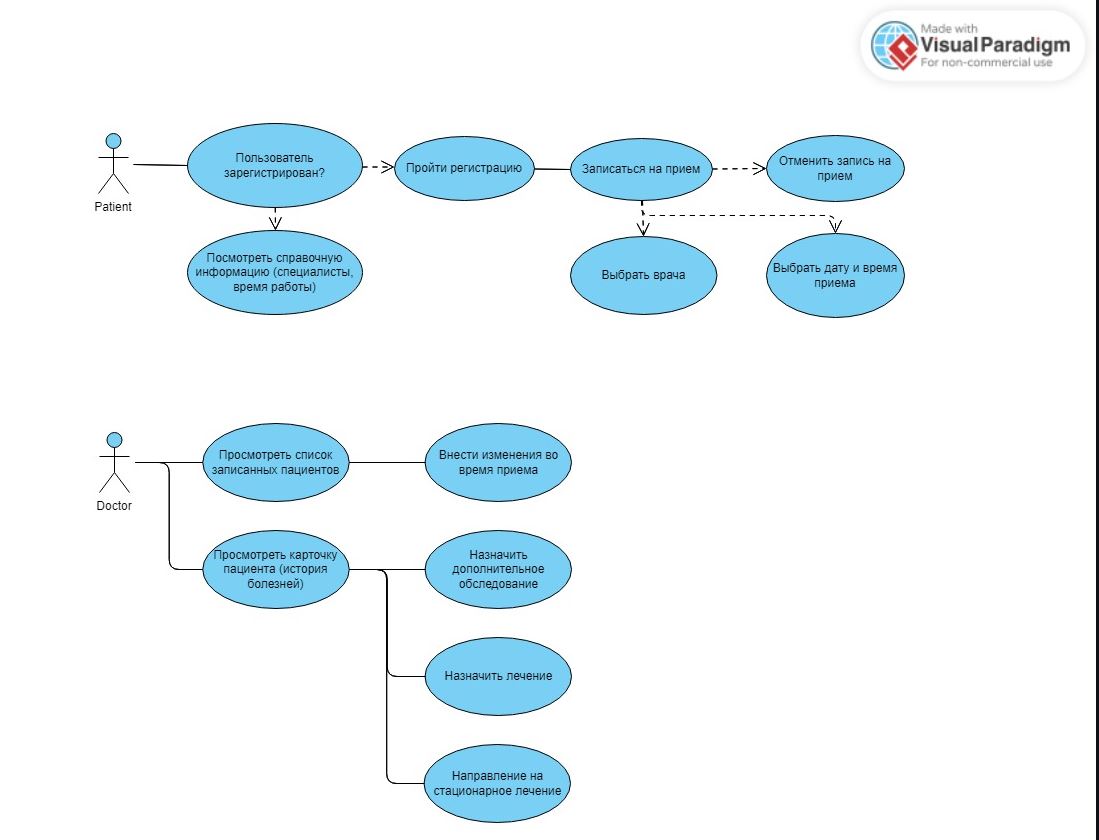 Made with
Visual Paradigm
For non-commercial use
Patient
Пользователь
зарегистрирован?
Пройти регистрацию
Записаться на прием
Отменить запись на
прием
Посмотреть справочную
информацию (специалисты,
время работы)
Выбрать врача
Выбрать дату и время
приема
Doctor
Просмотреть список
записанных пациентов
Внести изменения во
время приема
Просмотреть карточку
пациента (история
болезней)
Назначить
дополнительное
обследование
Назначить лечение
Направление на
стационарное лечение